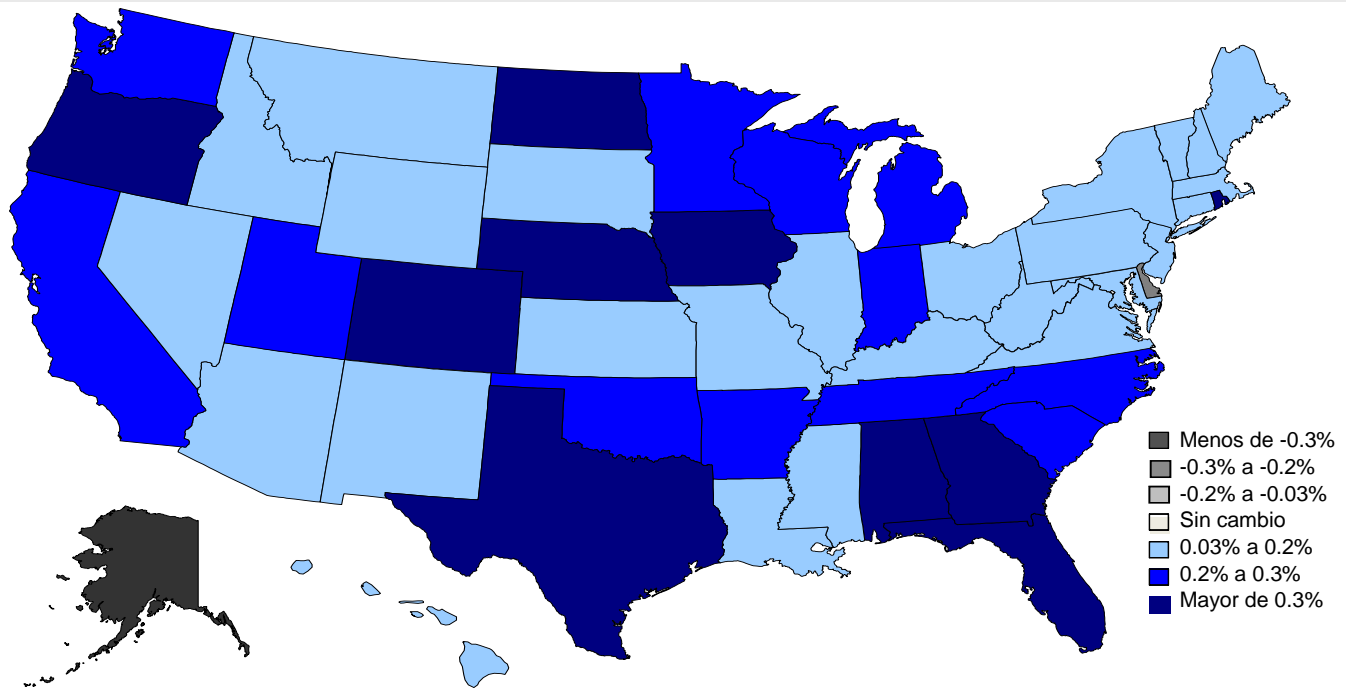 Menos de -0.3%
-0.3% a -0.2%
-0.2% a -0.03%
Sin cambio
0.03% a 0.2%
0.2% a 0.3%
Mayor de 0.3%